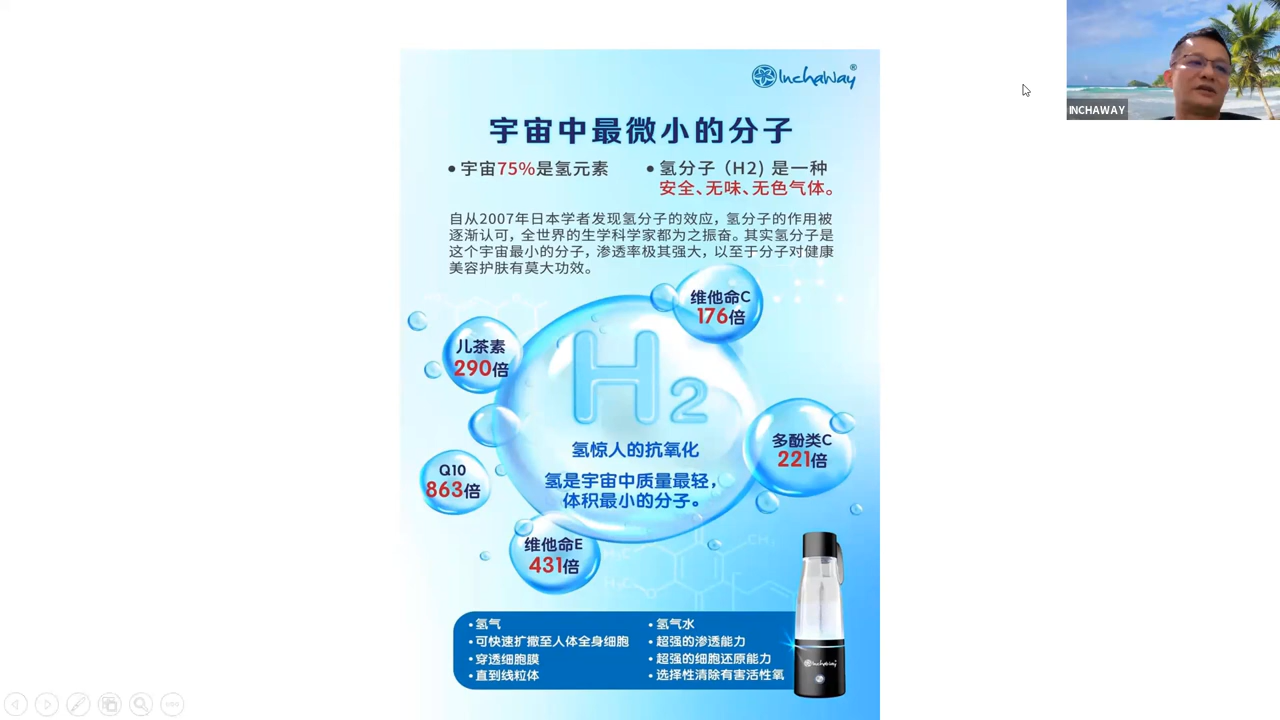 InchaWay®
INCHAWAY
宇宙中最微小的分子
• 宇宙75%是氢元素
• 氢分子 (H2) 是一种
安全、无味、无色气体。
自从2007年日本学者发现氢分子的效应，氢分子的作用被
逐渐认可，全世界的生学科学家都为之振奋。其实氢分子是
这个宇宙最小的分子，渗透率极其强大，以至于分子对健康
美容护肤有莫大功效。
维他命C
176倍
儿茶素
290倍
H2
多酚类C
221倍
氢惊人的抗氧化
Q10
863倍
氢是宇宙中质量最轻，
体积最小的分子。
维他命E
431倍
• 氢气
• 可快速扩撒至人体全身细胞
• 穿透细胞膜
• 直到线粒体
• 氢气水
• 超强的渗透能力
• 超强的细胞还原能力
• 选择性清除有害活性氧
InchaWay